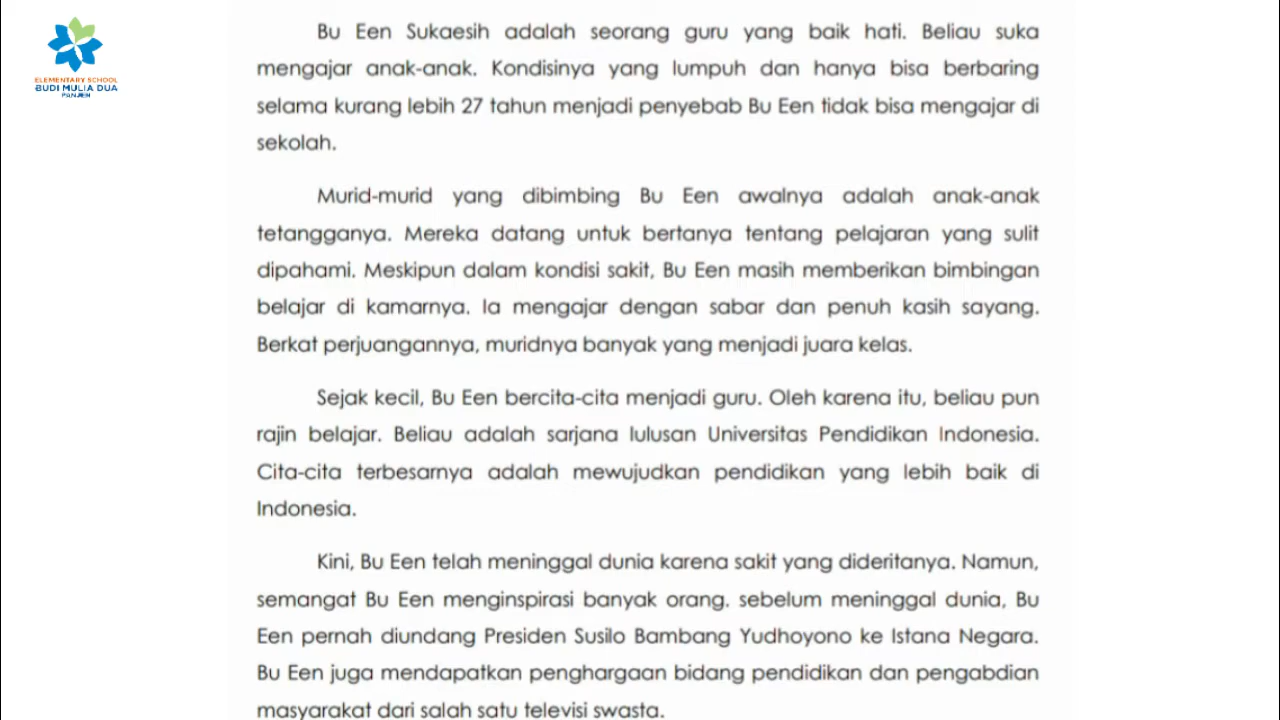 ELEMENTARY SCHOOL
BUDI MULIA DUA
PANJEN
Bu Een Sukaesih adalah seorang guru yang baik hati. Beliau suka
mengajar anak-anak. Kondisinya yang lumpuh dan hanya bisa berbaring
selama kurang lebih 27 tahun menjadi penyebab Bu Een tidak bisa mengajar di
sekolah.
Murid-murid yang dibimbing Bu Een awalnya adalah anak-anak
tetangganya. Mereka datang untuk bertanya tentang pelajaran yang sulit
dipahami. Meskipun dalam kondisi sakit, Bu Een masih memberikan bimbingan
belajar di kamarnya. Ia mengajar dengan sabar dan penuh kasih sayang.
Berkat perjuangannya, muridnya banyak yang menjadi juara kelas.
Sejak kecil, Bu Een bercita-cita menjadi guru. Oleh karena itu, beliau pun
rajin belajar. Beliau adalah sarjana lulusan Universitas Pendidikan Indonesia.
Cita-cita terbesarnya adalah mewujudkan pendidikan yang lebih baik di
Indonesia.
Kini, Bu Een telah meninggal dunia karena sakit yang dideritanya. Namun,
semangat Bu Een menginspirasi banyak orang. sebelum meninggal dunia, Bu
Een pernah diundang Presiden Susilo Bambang Yudhoyono ke Istana Negara.
Bu Een juga mendapatkan penghargaan bidang pendidikan dan pengabdian
masyarakat dari salah satu televisi swasta.